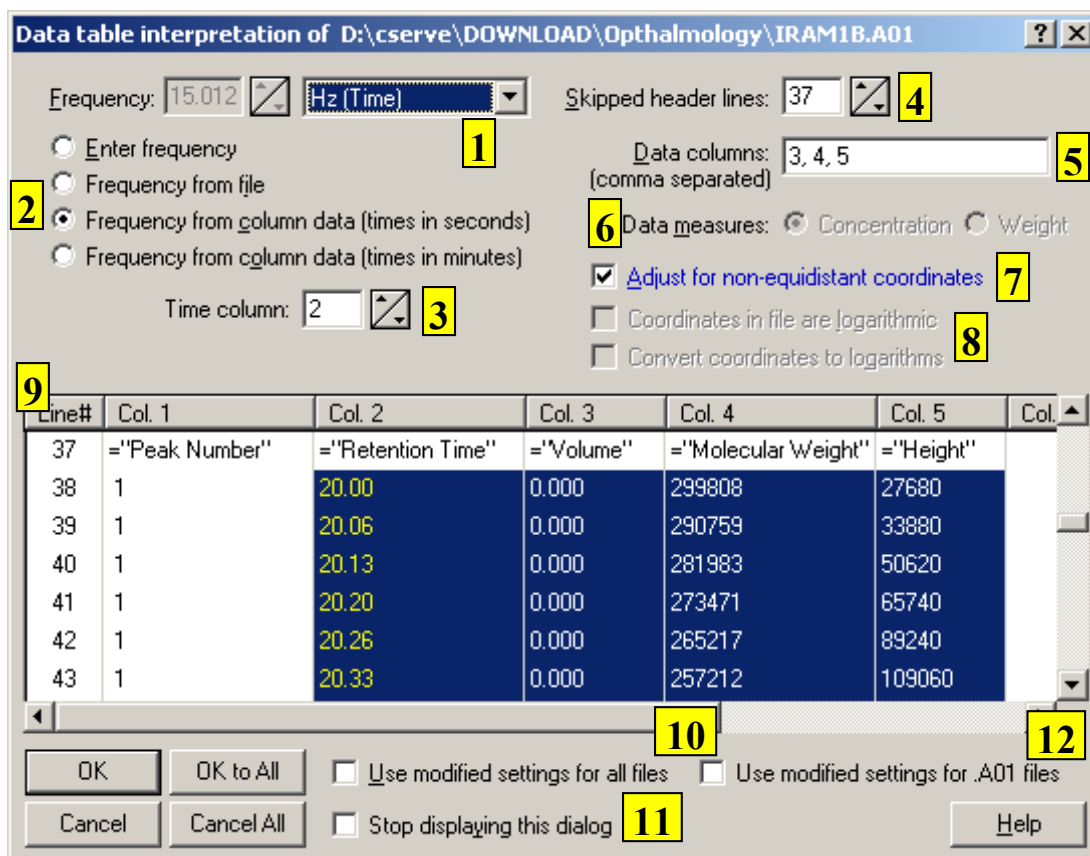 Data table interpretation of D:\cserve\DOWNLOAD\Opthalmology\IRAM1B.A01
Frequency: 15.012 Hz (Time) Skipped header lines: 37 4
1
Enter frequency
Data columns: 3, 4, 5 5
(comma separated)
Frequency from file
2
Frequency from column data (times in seconds)
6 Data measures: Concentration Weight
Frequency from column data (times in minutes)
Adjust for non-equidistant coordinates 7
Time column: 2 3
Coordinates in file are logarithmic
8
Convert coordinates to logarithms
9
Line# Col. 1 Col. 2 Col. 3 Col. 4 Col. 5 Col.
37 ="Peak Number" ="Retention Time" ="Volume" ="Molecular Weight" ="Height"
38 1 20.00 0.000 299808 27680
39 1 20.06 0.000 290759 33880
40 1 20.13 0.000 281983 50620
41 1 20.20 0.000 273471 65740
42 1 20.26 0.000 265217 89240
43 1 20.33 0.000 257212 109060
10 12
OK OK to All Use modified settings for all files Use modified settings for .A01 files
Cancel Cancel All Stop displaying this dialog 11 Help